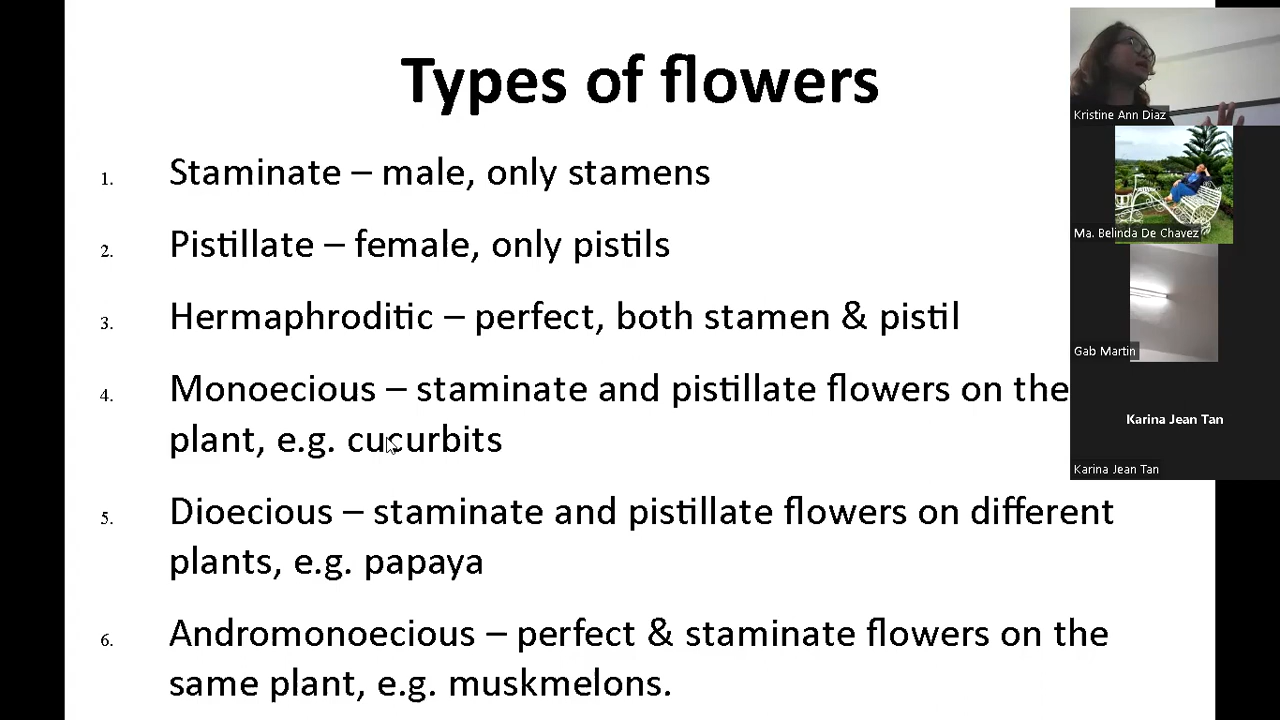 Types of flowers
1. Staminate – male, only stamens
2. Pistillate – female, only pistils
3. Hermaphroditic – perfect, both stamen & pistil
4. Monoecious – staminate and pistillate flowers on the
plant, e.g. cucurbits
5. Dioecious – staminate and pistillate flowers on different
plants, e.g. papaya
6. Andromonoecious – perfect & staminate flowers on the
same plant, e.g. muskmelons.
Kristine Ann Diaz
Ma. Belinda De Chavez
Gab Martin
Karina Jean Tan
Karina Jean Tan